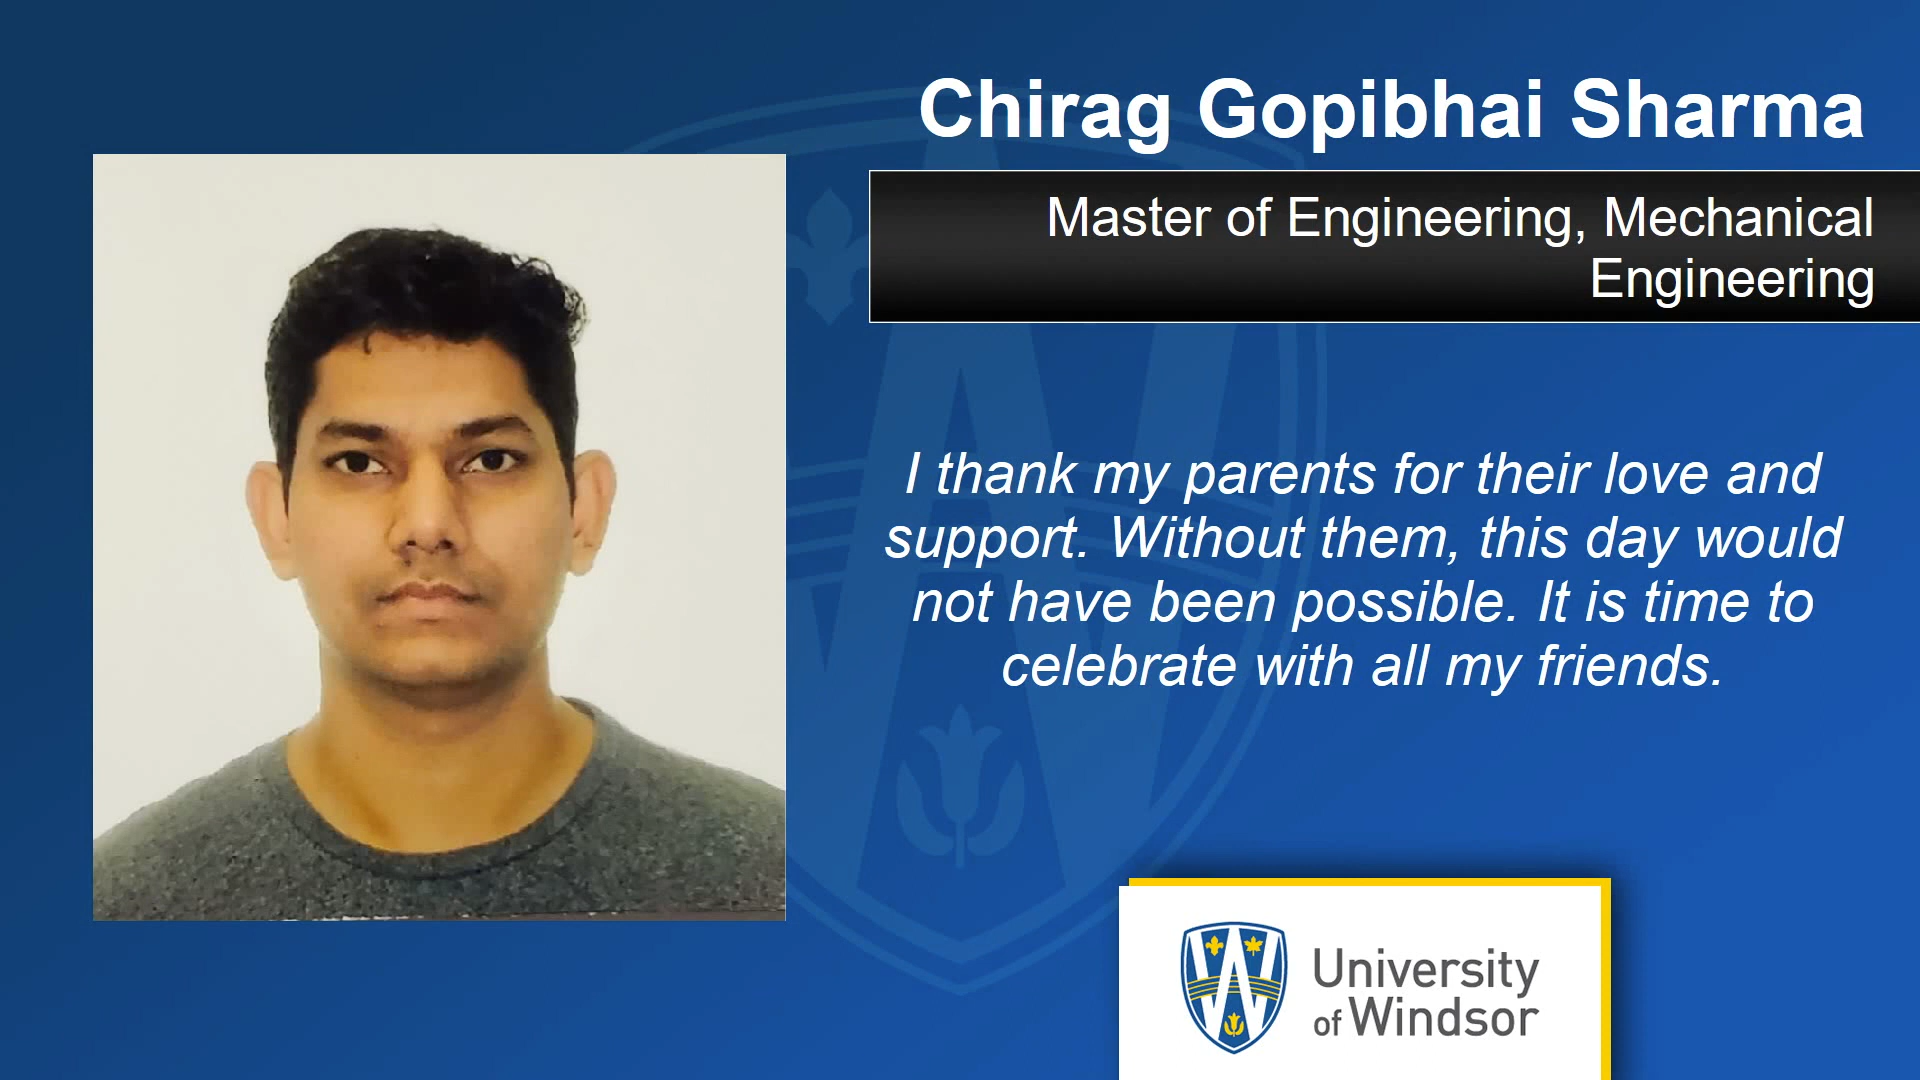 Chirag Gopibhai Sharma
Master of Engineering, Mechanical
Engineering
I thank my parents for their love and
support. Without them, this day would
not have been possible. It is time to
celebrate with all my friends.
University
of Windsor